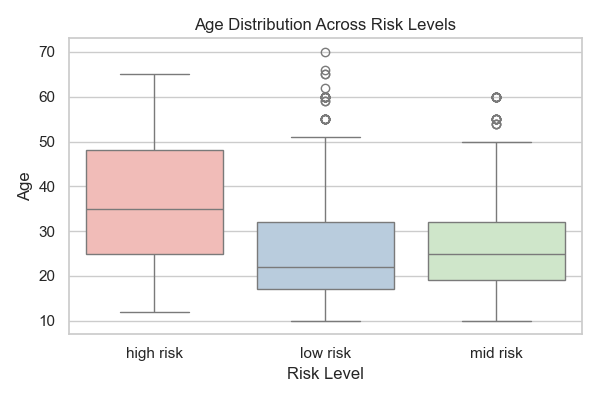 Age Distribution Across Risk Levels
Age
70
60
50
40
30
20
10
high risk
low risk
mid risk
Risk Level